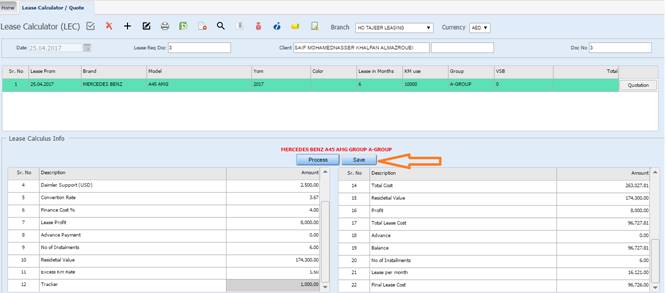 Home Lease Calculator / Quote
Lease Calculator (LEC) Branch HO TAJEER LEASING Currency AED
Date 25.04.2017 Lease Req Doc 3 Client SAIF MOHAMEDNASSER KHALFAN ALMAZROUEI Doc No 3
Sr. No Lease From Brand Model Yom Color Lease in Months KM use Group VSB Total
1 25.04.2017 MERCEDES BENZ A45 AMG 2017 6 10000 A-GROUP 0 Quotation
Lease Calculus Info
MERCEDES BENZ A45 AMG GROUP A-GROUP
Process Save
Sr. No Description Amount Sr. No Description Amount
4 Daimler Support (USD) 2,500.00 14 Total Cost 263,027.81
5 Convertion Rate 3.67 15 Residetial Value 174,300.00
6 Finance Cost % 4.00 16 Profit 8,000.00
7 Lease Profit 8,000.00 17 Total Lease Cost 96,727.81
8 Advance Payment 0.00 18 Advance 0.00
9 No of Instalments 6.00 19 Balance 96,727.81
10 Residetial Value 174,300.00 20 No of Installments 6.00
11 Excess KM Rate 21 Lease per month 16,121.00
12 Tracker 1,000.00 22 Final Lease Cost 96,726.00